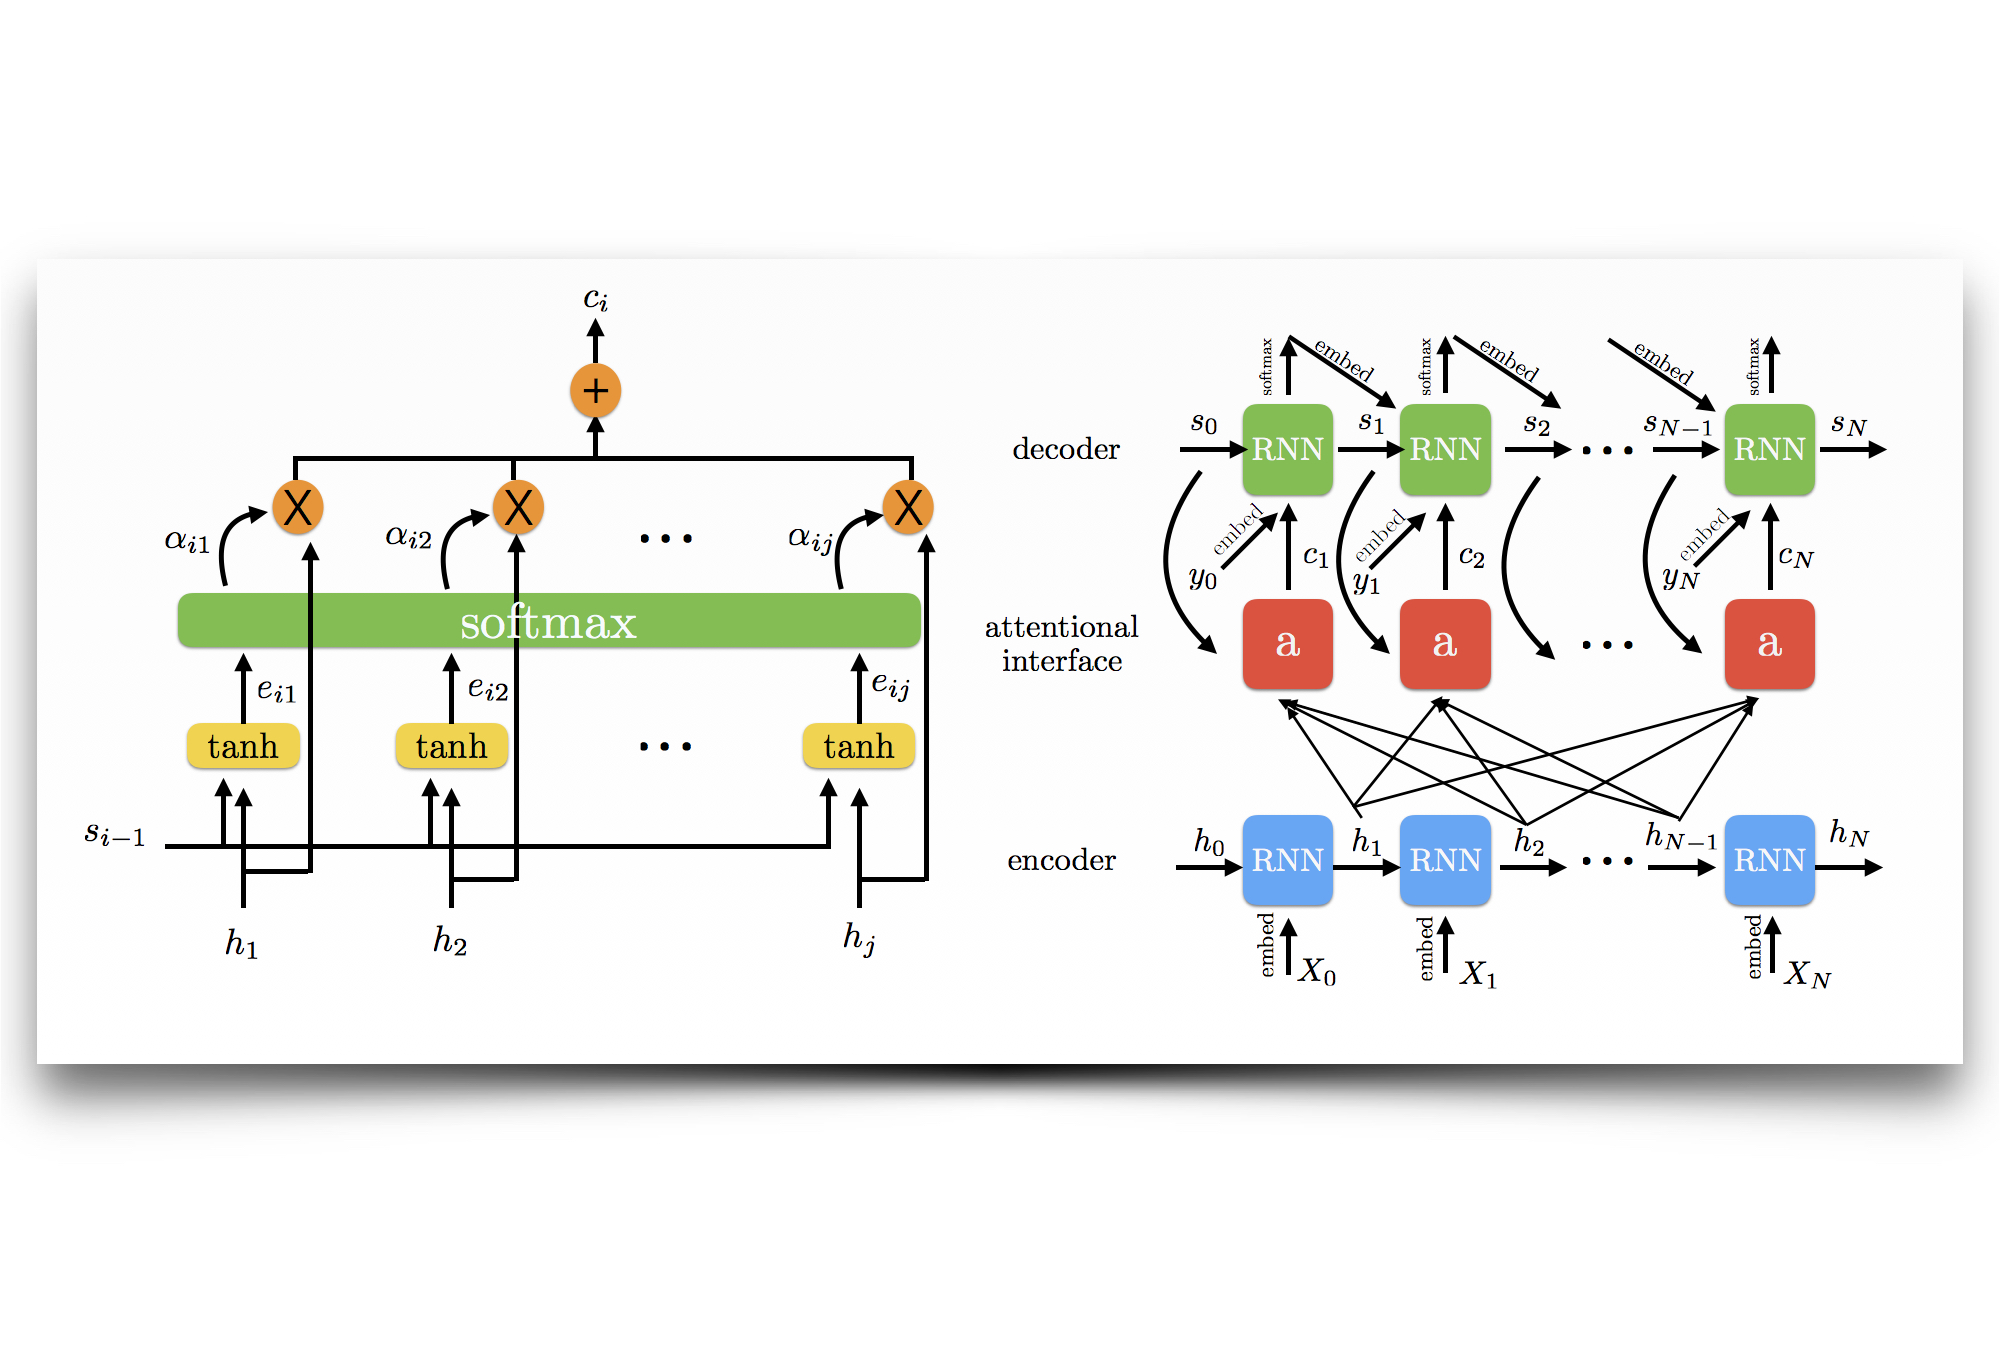 c_i
+
X X X
α_{i1} α_{i2} ... α_{ij}
softmax
e_{i1} e_{i2} e_{ij}
tanh tanh ... tanh
s_{i−1}
h_1 h_2 h_j
softmax embed softmax embed embed softmax
s_0 s_1 s_2 s_{N−1} s_N
decoder RNN RNN ... RNN
embed embed embed
y_0 c_1 y_1 c_2 y_N c_N
attentional
interface
a a ... a
h_0 h_1 h_2 h_{N−1} h_N
encoder RNN RNN ... RNN
embed X_0 embed X_1 embed X_N